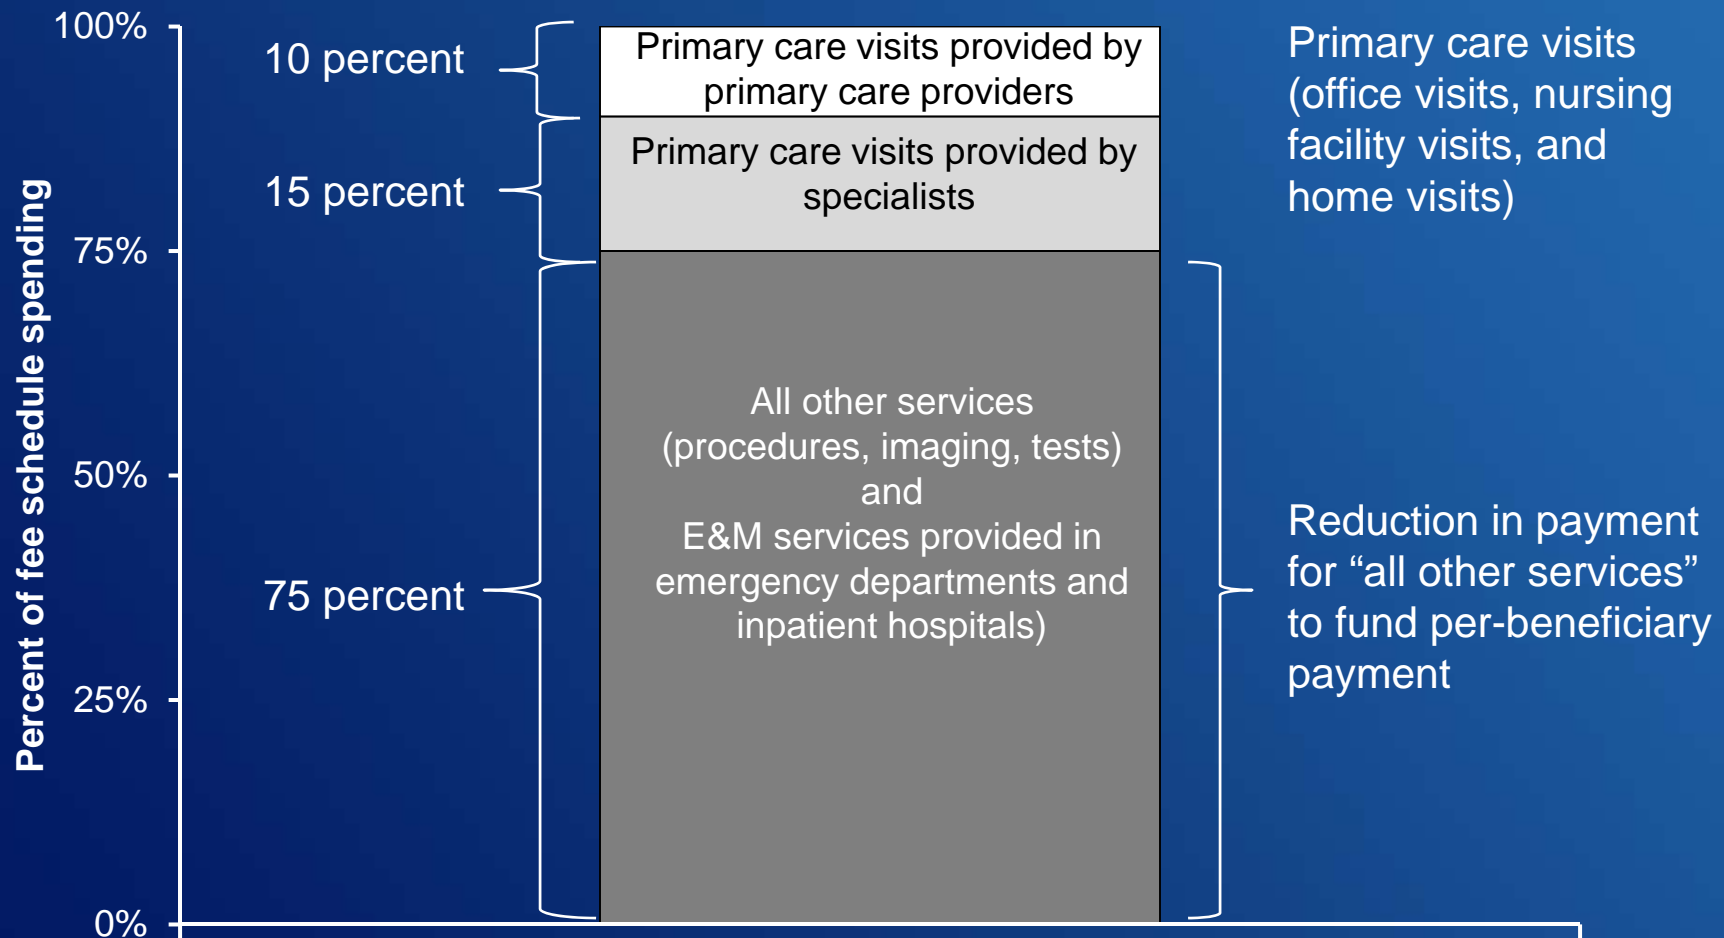 Percent of fee schedule spending
100%
75%
50%
25%
0%
10 percent
15 percent
75 percent
Primary care visits provided by
primary care providers
Primary care visits provided by
specialists
All other services
(procedures, imaging, tests)
and
E&M services provided in
emergency departments and
inpatient hospitals)
Primary care visits
(office visits, nursing
facility visits, and
home visits)
Reduction in payment
for “all other services”
to fund per-beneficiary
payment